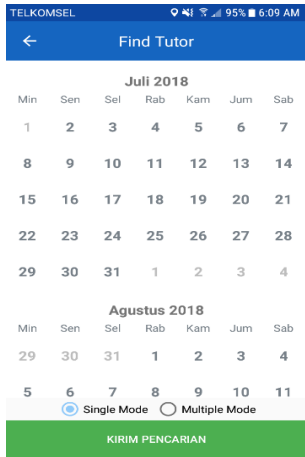 TELKOMSEL 95% 6:09 AM
Find Tutor
Juli 2018
Min Sen Sel Rab Kam Jum Sab
1 2 3 4 5 6 7
8 9 10 11 12 13 14
15 16 17 18 19 20 21
22 23 24 25 26 27 28
29 30 31 1 2 3 4
Agustus 2018
Min Sen Sel Rab Kam Jum Sab
29 30 31 1 2 3 4
5 6 7 8 9 10 11
Single Mode Multiple Mode
KIRIM PENCARIAN